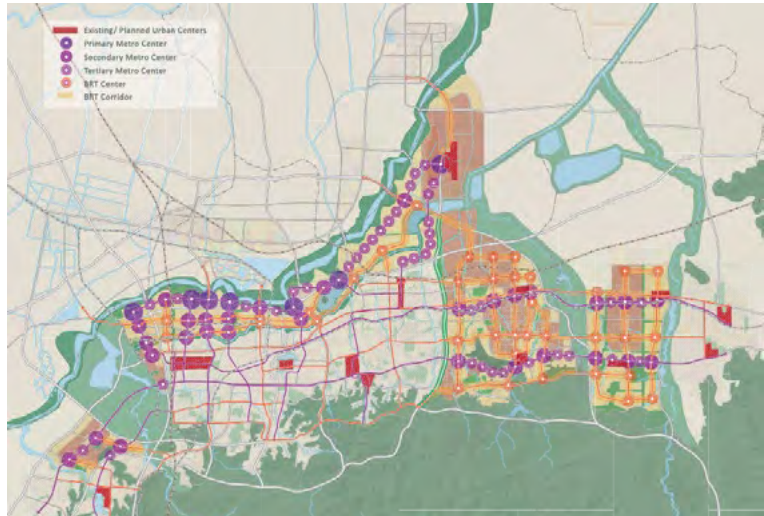 Existing/ Planned Urban Centers
Primary Metro Center
Secondary Metro Center
Tertiary Metro Center
BRT Center
BRT Corridor